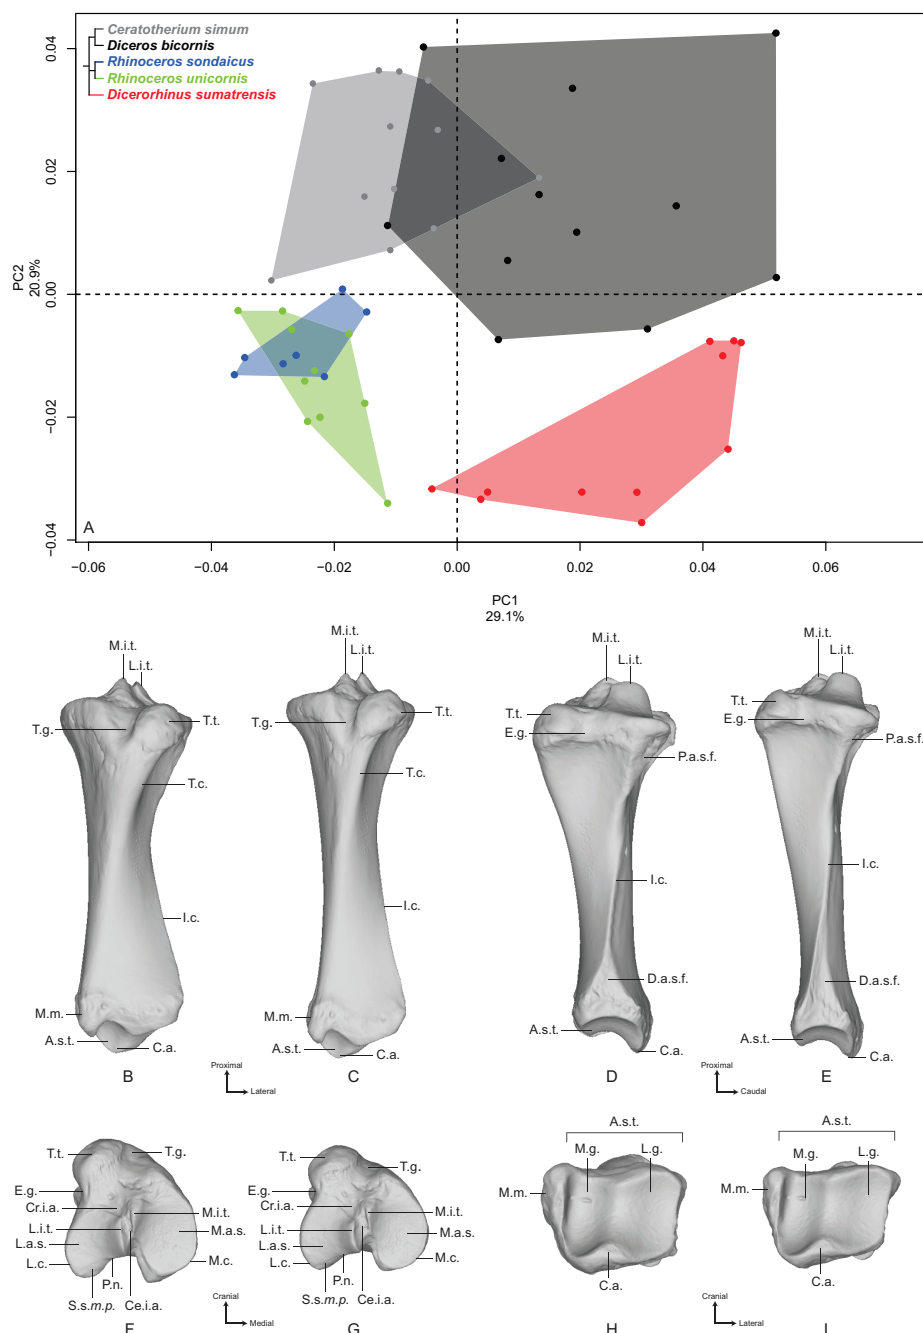 Ceratotherium simum
Diceros bicornis
Rhinoceros sondaicus
Rhinoceros unicornis
Dicerorhinus sumatrensis
PC2
20.9%
0.04
0.02
0.00
−0.02
−0.04
A
−0.06
−0.04
−0.02
0.00
0.02
0.04
0.06
PC1
29.1%
M.i.t.
L.i.t.
T.g.
T.t.
T.c.
I.c.
M.m.
A.s.t.
C.a.
B
M.i.t.
L.i.t.
T.g.
T.t.
T.c.
I.c.
M.m.
A.s.t.
C.a.
C
Proximal
Lateral
M.i.t.
L.i.t.
T.t.
E.g.
P.a.s.f.
I.c.
D.a.s.f.
A.s.t.
C.a.
D
M.i.t.
L.i.t.
T.t.
E.g.
P.a.s.f.
I.c.
D.a.s.f.
A.s.t.
C.a.
E
Proximal
Caudal
T.t.
T.g.
E.g.
Cr.i.a.
M.i.t.
L.i.t.
M.a.s.
L.a.s.
L.c.
M.c.
P.n.
S.s.m.p.
Ce.i.a.
F
T.t.
T.g.
E.g.
Cr.i.a.
M.i.t.
L.i.t.
M.a.s.
L.a.s.
L.c.
M.c.
P.n.
S.s.m.p.
Ce.i.a.
G
Cranial
Medial
A.s.t.
M.g.
L.g.
M.m.
C.a.
H
A.s.t.
M.g.
L.g.
M.m.
C.a.
I
Cranial
Lateral